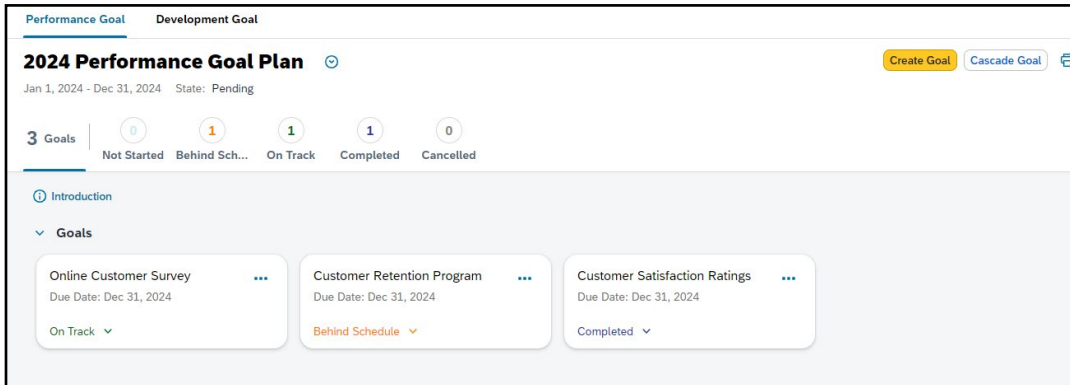 Performance Goal Development Goal
2024 Performance Goal Plan
Create Goal Cascade Goal
Jan 1, 2024 - Dec 31, 2024 State: Pending
3 Goals
0 1 1 1 0
Not Started Behind Sch... On Track Completed Cancelled
Introduction
Goals
Online Customer Survey ... Customer Retention Program ... Customer Satisfaction Ratings ...
Due Date: Dec 31, 2024 Due Date: Dec 31, 2024 Due Date: Dec 31, 2024
On Track Behind Schedule Completed